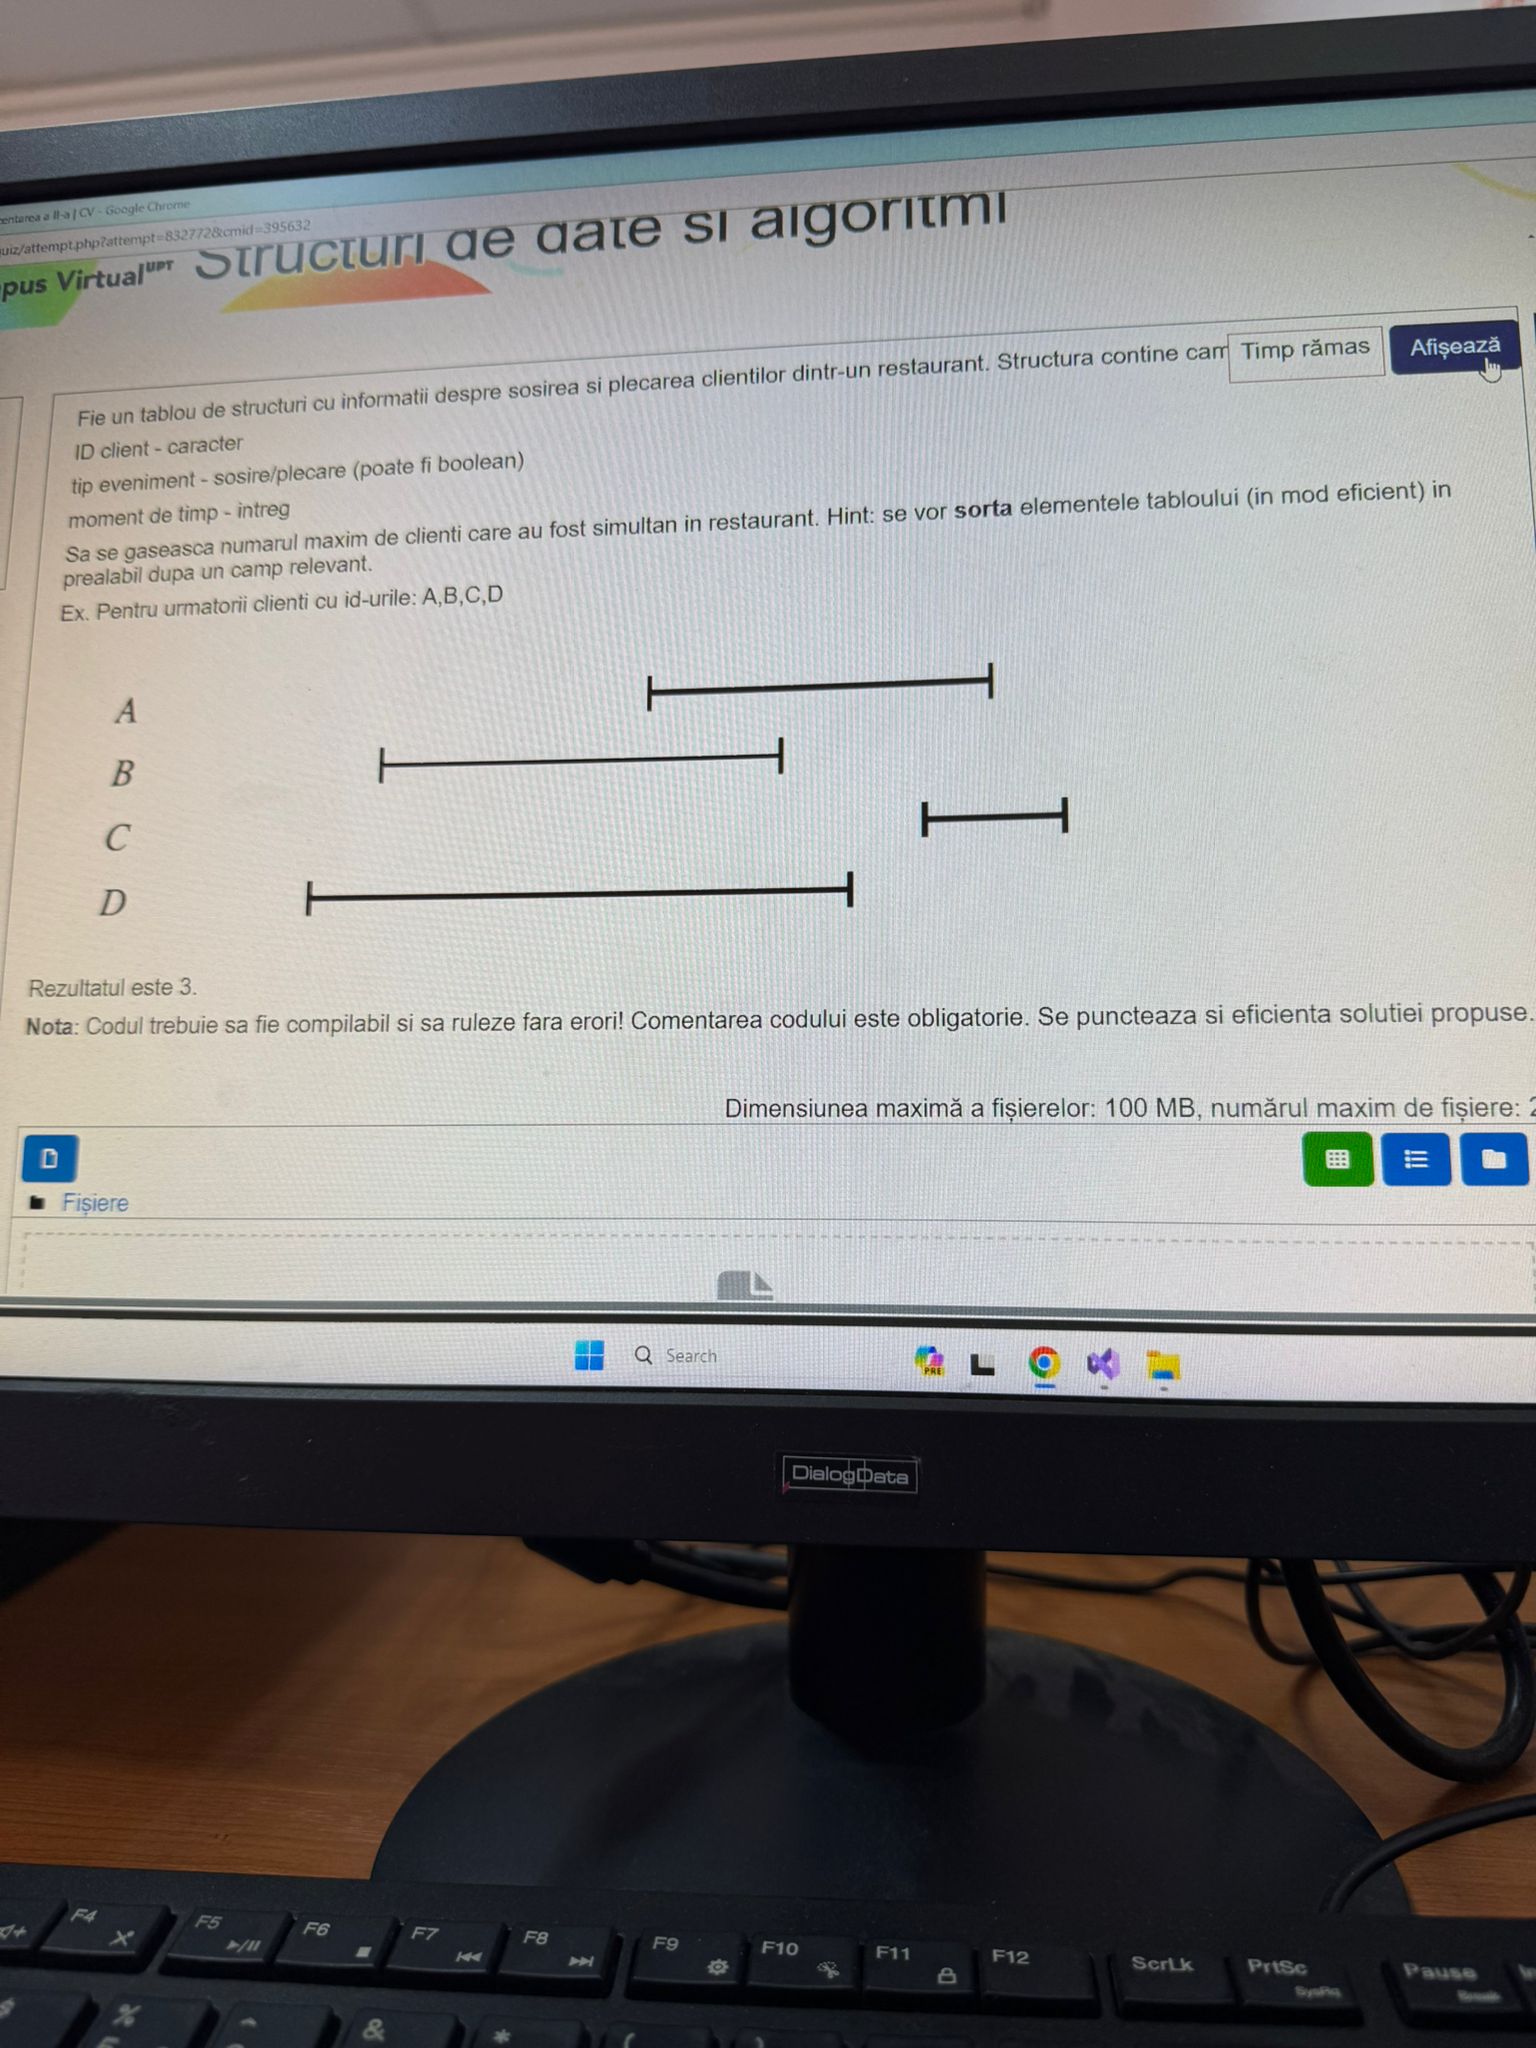 entarea a II-a | CV - Google Chrome
uiz/attempt.php?attempt=832772&cmid=395632
pus Virtual UPT
Structuri de date si algoritmi
Timp rămas
Afișează
Fie un tablou de structuri cu informatii despre sosirea si plecarea clientilor dintr-un restaurant. Structura contine cam
ID client - caracter
tip eveniment - sosire/plecare (poate fi boolean)
moment de timp - intreg
Sa se gaseasca numarul maxim de clienti care au fost simultan in restaurant. Hint: se vor sorta elementele tabloului (in mod eficient) in
prealabil dupa un camp relevant.
Ex. Pentru urmatorii clienti cu id-urile: A,B,C,D
A
B
C
D
Rezultatul este 3.
Nota: Codul trebuie sa fie compilabil si sa ruleze fara erori! Comentarea codului este obligatorie. Se puncteaza si eficienta solutiei propuse.
Dimensiunea maximă a fișierelor: 100 MB, numărul maxim de fișiere: 2
Fișiere
Search
PRE
DialogData
F4
F5
F6
F7
F8
F9
F10
F11
F12
ScrLk
PrtSc
SysRq
Pause
Break
$
%
^
&
*
(
)